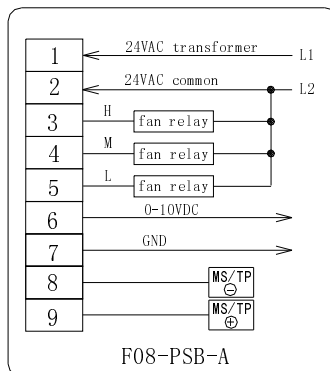 1 24VAC transformer L1
2 24VAC common L2
3 H fan relay
4 M fan relay
5 L fan relay
6 0-10VDC
7 GND
8 MS/TP ⊖
9 MS/TP ⊕
F08-PSB-A